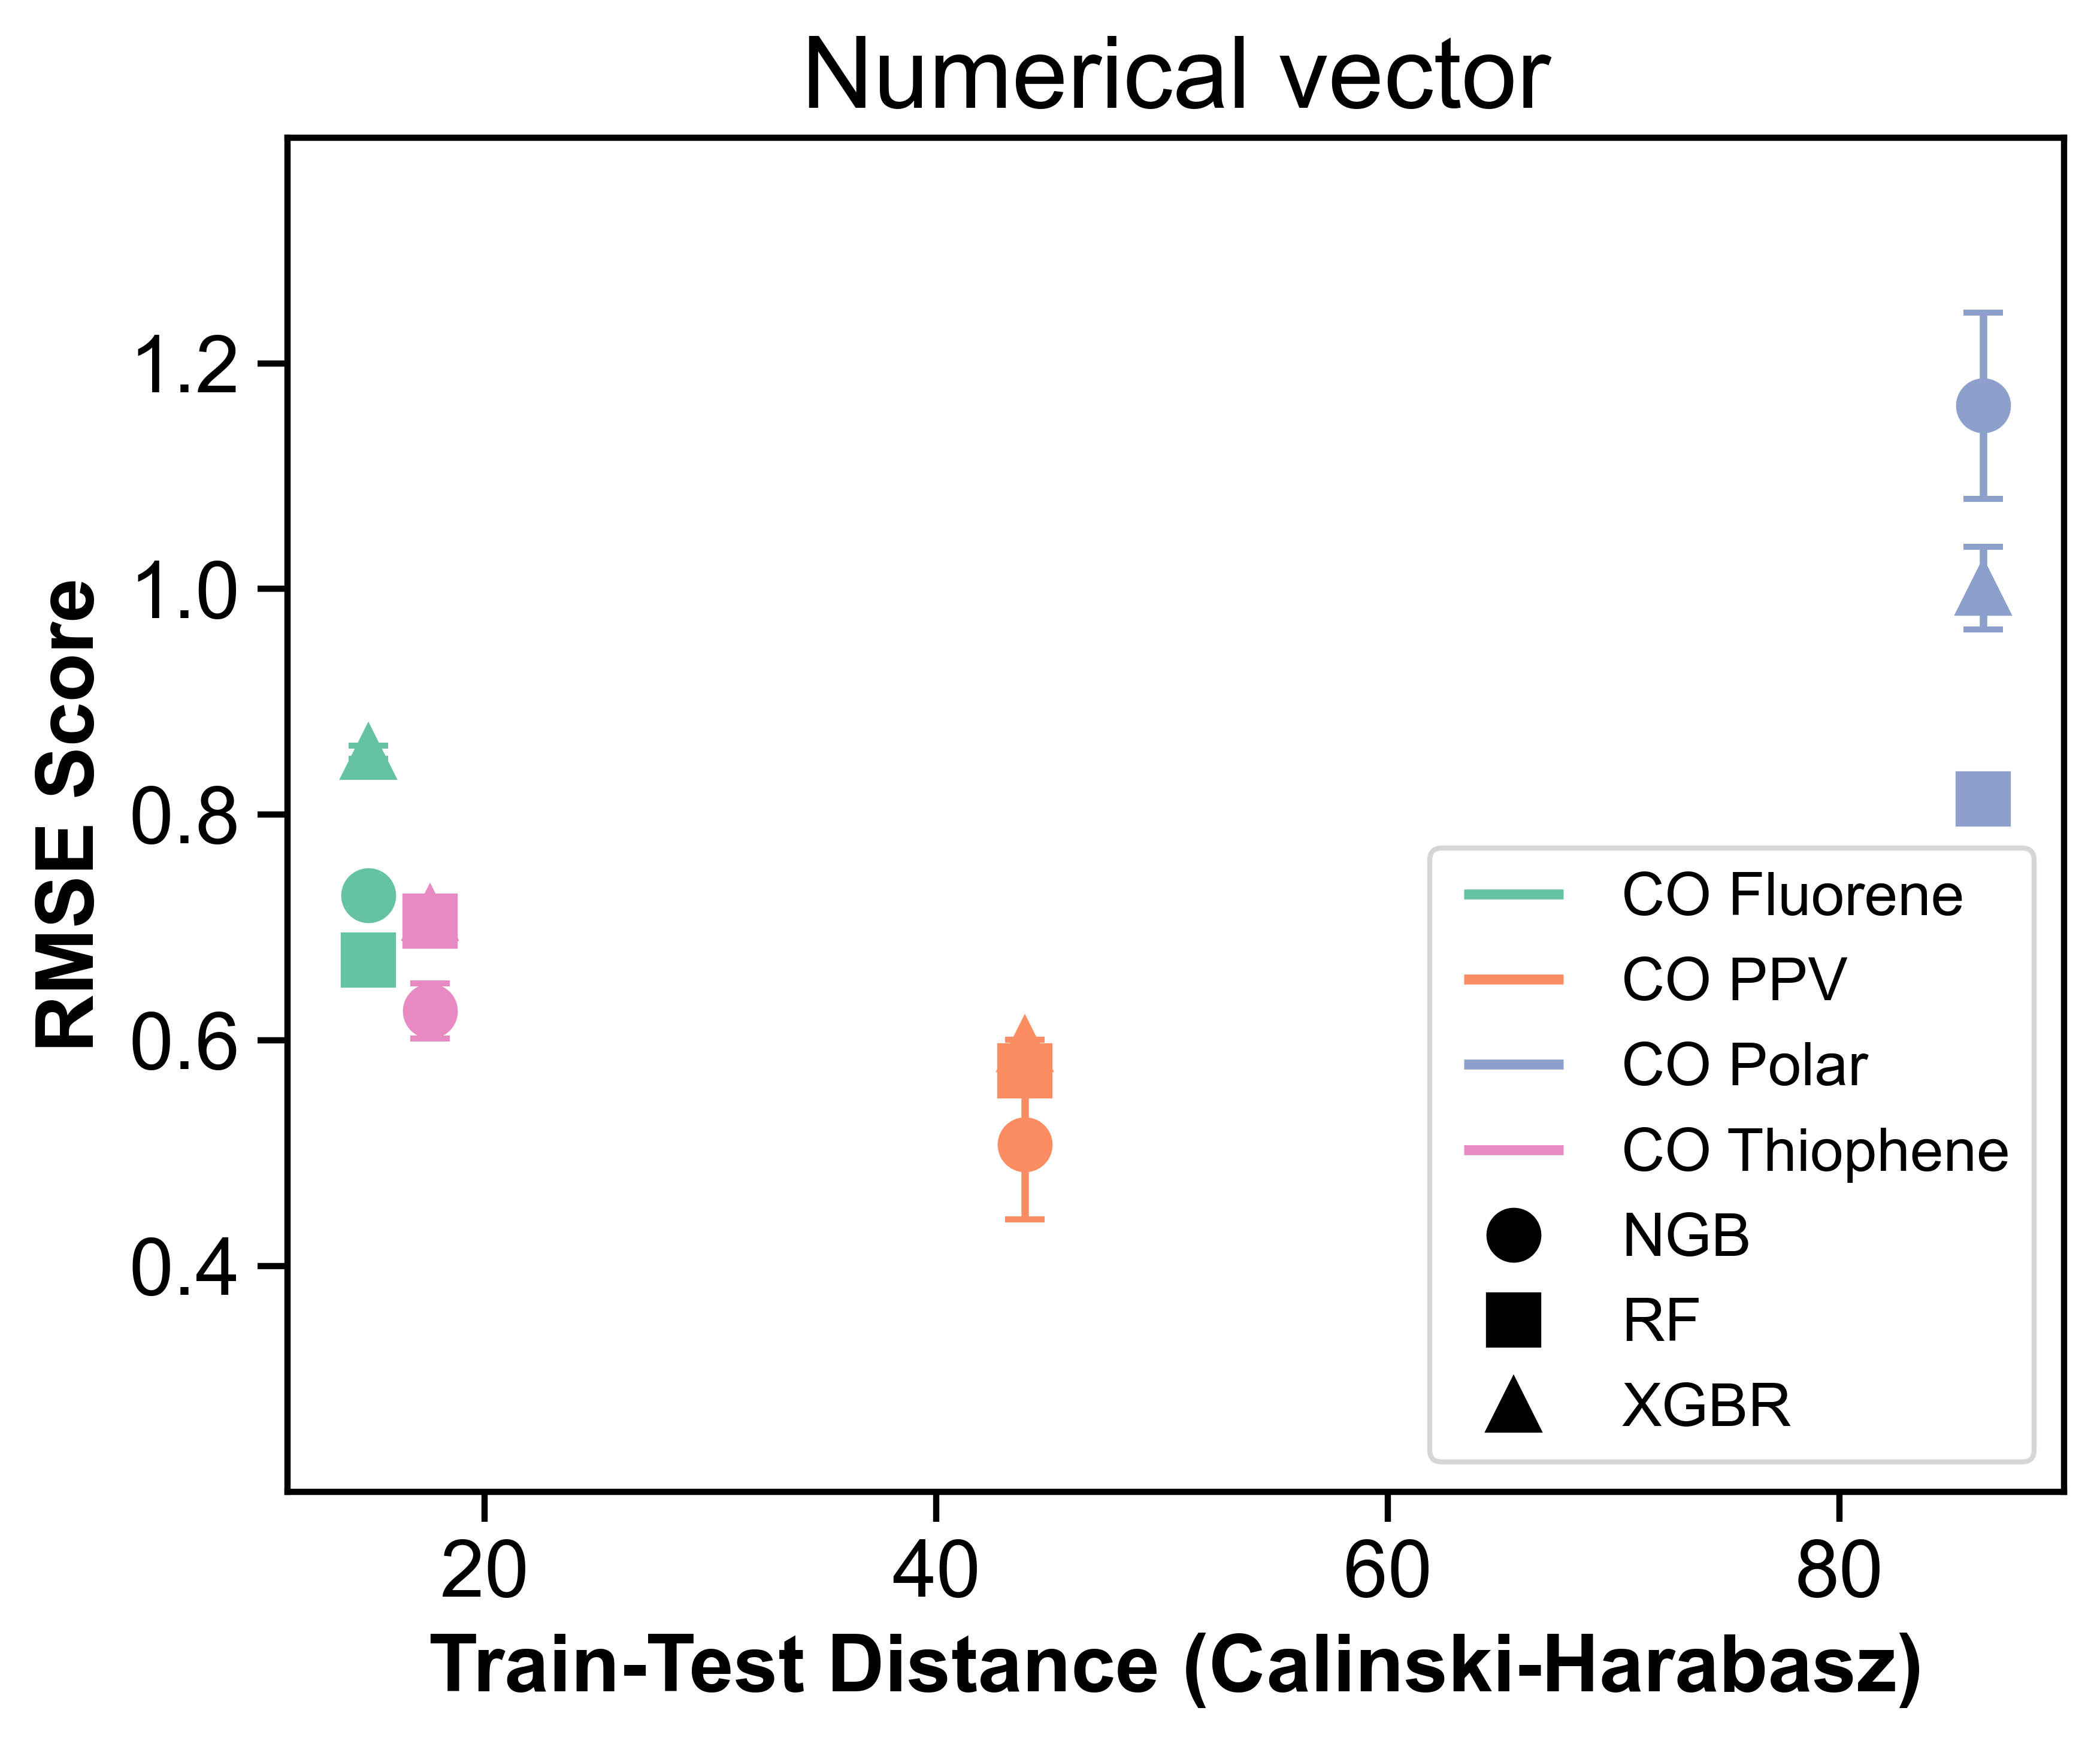 Numerical vector
RMSE Score
1.2
1.0
0.8
0.6
0.4
CO Fluorene
CO PPV
CO Polar
CO Thiophene
NGB
RF
XGBR
20 40 60 80
Train-Test Distance (Calinski-Harabasz)